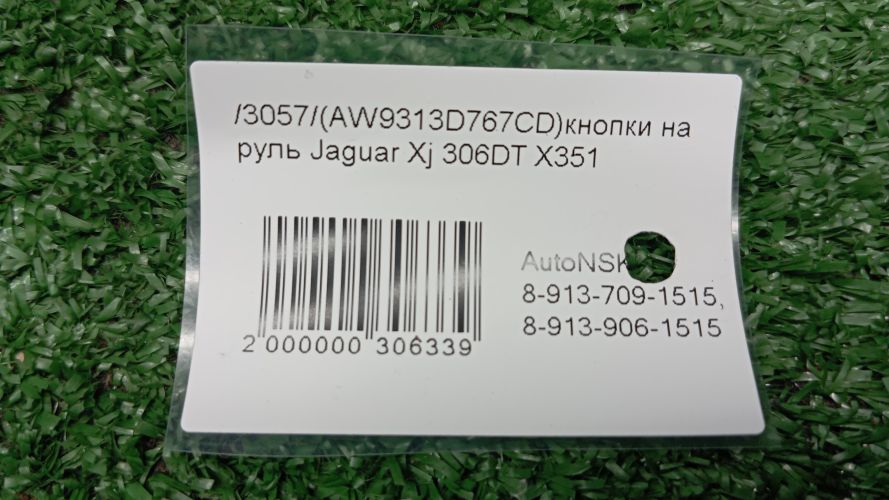 /3057/(AW9313D767CD)кнопки на
руль Jaguar Xj 306DT X351
AutoNSK
8-913-709-1515,
8-913-906-1515
2 000000 306339